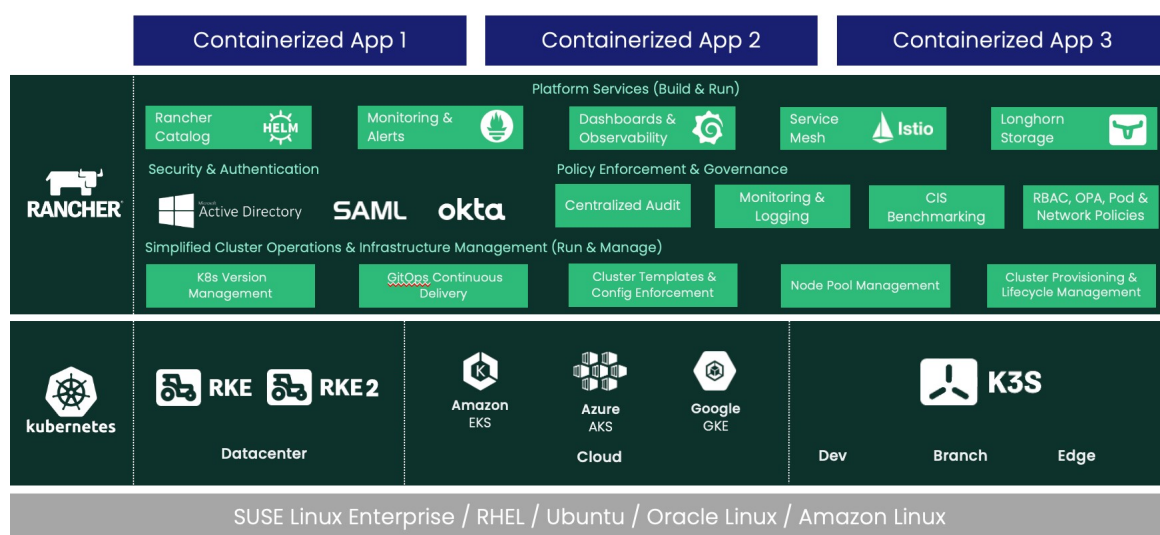 Containerized App 1
Containerized App 2
Containerized App 3
Platform Services (Build & Run)
Rancher
Catalog
HELM
Monitoring &
Alerts
Dashboards &
Observability
Service
Mesh
Istio
Longhorn
Storage
RANCHER
Security & Authentication
Policy Enforcement & Governance
Microsoft
Active Directory
SAML
okta
Centralized Audit
Monitoring &
Logging
CIS
Benchmarking
RBAC, OPA, Pod &
Network Policies
Simplified Cluster Operations & Infrastructure Management (Run & Manage)
K8s Version
Management
GitOps Continuous
Delivery
Cluster Templates &
Config Enforcement
Node Pool Management
Cluster Provisioning &
Lifecycle Management
kubernetes
RKE
RKE2
Datacenter
Amazon
EKS
Azure
AKS
Google
GKE
Cloud
K3S
Dev
Branch
Edge
SUSE Linux Enterprise / RHEL / Ubuntu / Oracle Linux / Amazon Linux